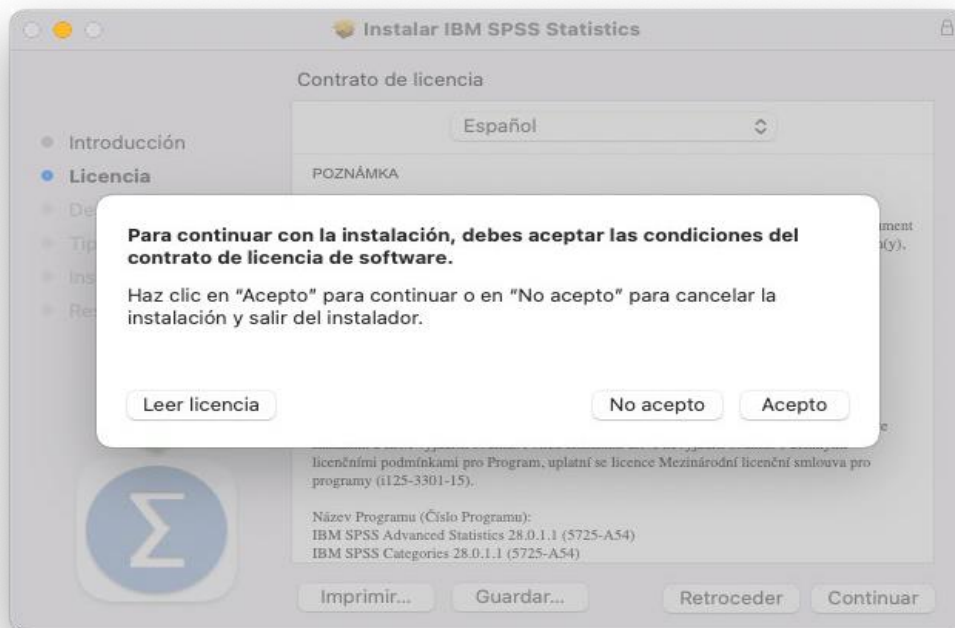 Instalar IBM SPSS Statistics
Contrato de licencia
Español
Introducción
Licencia
POZNÁMKA
De
Tip
Ins
Re
Para continuar con la instalación, debes aceptar las condiciones del
contrato de licencia de software.
Haz clic en “Acepto” para continuar o en “No acepto” para cancelar la
instalación y salir del instalador.
Leer licencia
No acepto
Acepto
licenčními podmínkami pro Program, uplatní se licence Mezinárodní licenční smlouva pro
programy (i125-3301-15).
Název Programu (Číslo Programu):
IBM SPSS Advanced Statistics 28.0.1.1 (5725-A54)
IBM SPSS Categories 28.0.1.1 (5725-A54)
Imprimir...
Guardar...
Retroceder
Continuar